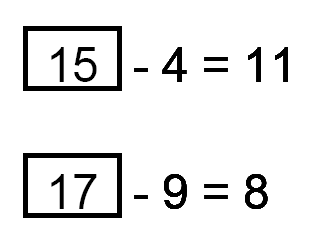 15 - 4 = 11
17 - 9 = 8